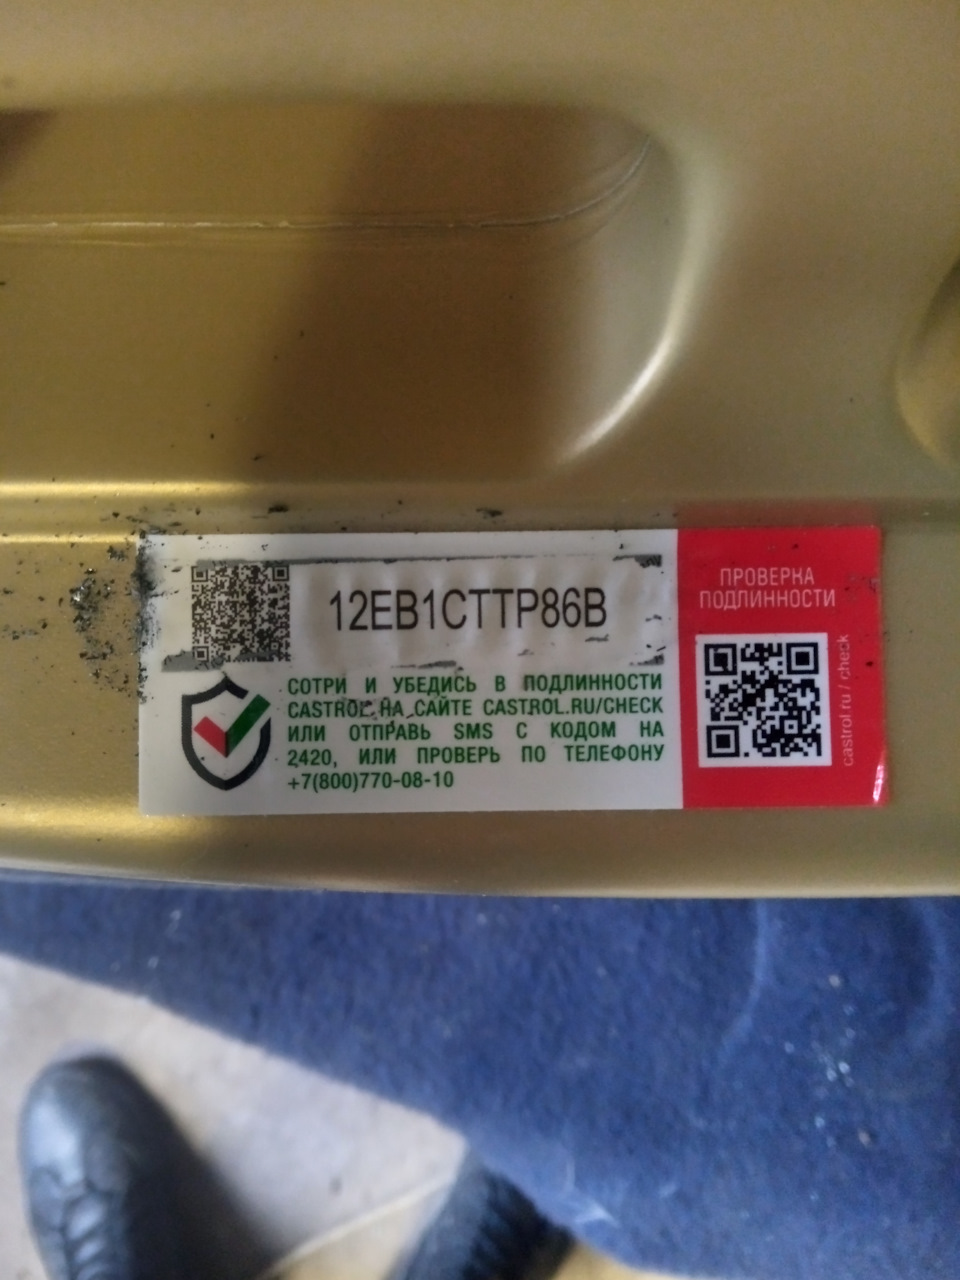 12EB1CTTP86B
СОТРИ И УБЕДИСЬ В ПОДЛИННОСТИ
CASTROL НА САЙТЕ CASTROL.RU/CHECK
ИЛИ ОТПРАВЬ SMS С КОДОМ НА
2420, ИЛИ ПРОВЕРЬ ПО ТЕЛЕФОНУ
+7(800)770-08-10
ПРОВЕРКА
ПОДЛИННОСТИ
castrol.ru / check